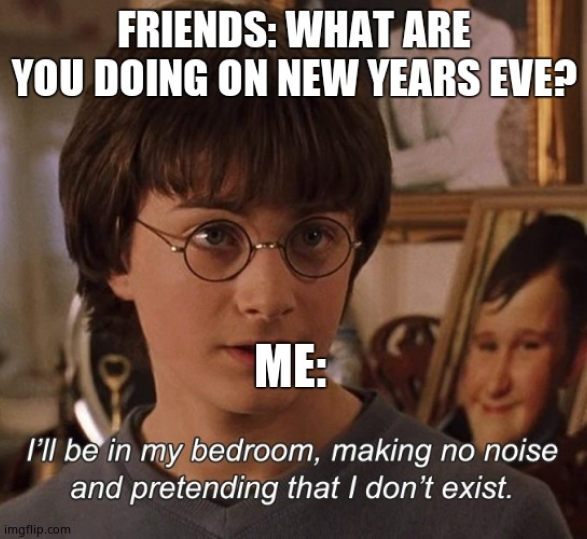 FRIENDS: WHAT ARE
YOU DOING ON NEW YEARS EVE?
ME:
I'll be in my bedroom, making no noise
and pretending that I don't exist.
imgflip.com